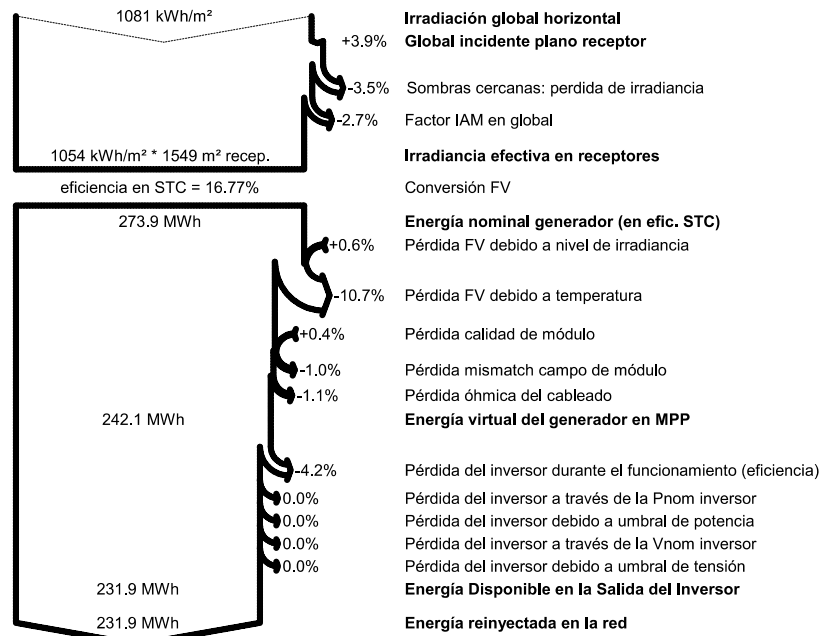 1081 kWh/m² Irradiación global horizontal
+3.9% Global incidente plano receptor
-3.5% Sombras cercanas: perdida de irradiancia
-2.7% Factor IAM en global
1054 kWh/m² * 1549 m² recep. Irradiancia efectiva en receptores
eficiencia en STC = 16.77% Conversión FV
273.9 MWh Energía nominal generador (en efic. STC)
+0.6% Pérdida FV debido a nivel de irradiancia
-10.7% Pérdida FV debido a temperatura
+0.4% Pérdida calidad de módulo
-1.0% Pérdida mismatch campo de módulo
-1.1% Pérdida óhmica del cableado
242.1 MWh Energía virtual del generador en MPP
-4.2% Pérdida del inversor durante el funcionamiento (eficiencia)
0.0% Pérdida del inversor a través de la Pnom inversor
0.0% Pérdida del inversor debido a umbral de potencia
0.0% Pérdida del inversor a través de la Vnom inversor
0.0% Pérdida del inversor debido a umbral de tensión
231.9 MWh Energía Disponible en la Salida del Inversor
231.9 MWh Energía reinyectada en la red